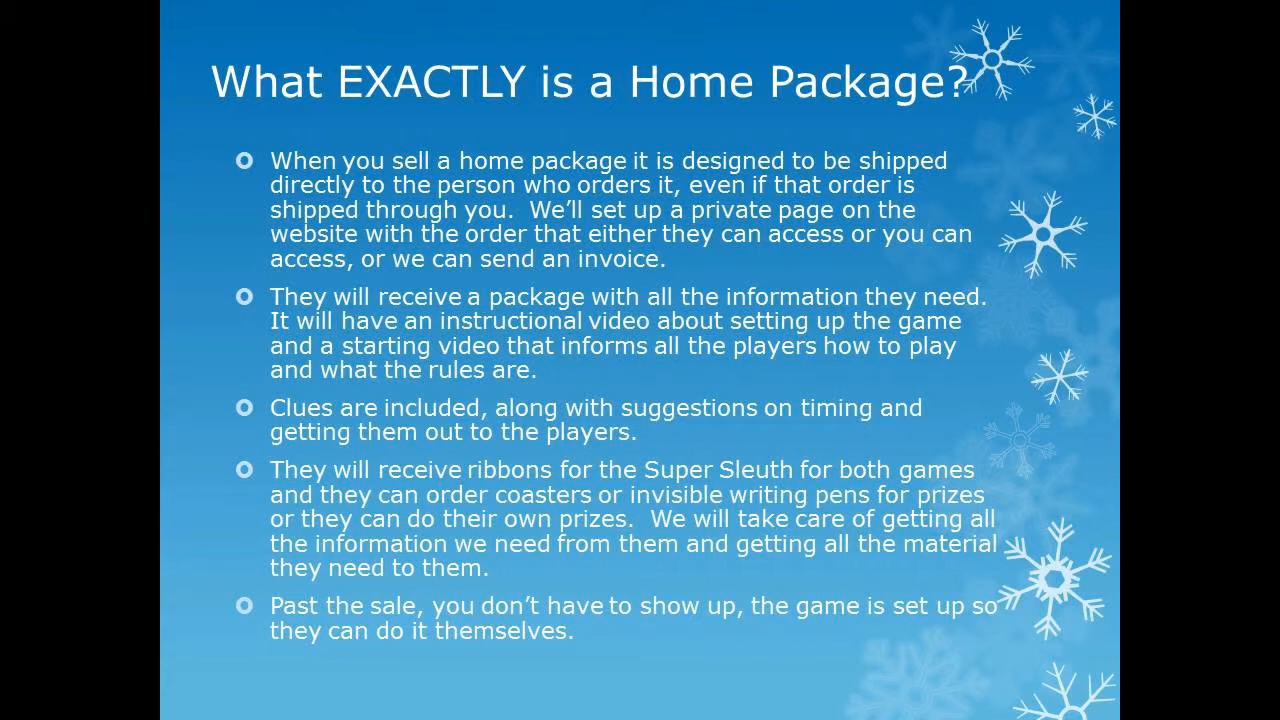 What EXACTLY is a Home Package?
When you sell a home package it is designed to be shipped
directly to the person who orders it, even if that order is
shipped through you.  We’ll set up a private page on the
website with the order that either they can access or you can
access, or we can send an invoice.
They will receive a package with all the information they need.
It will have an instructional video about setting up the game
and a starting video that informs all the players how to play
and what the rules are.
Clues are included, along with suggestions on timing and
getting them out to the players.
They will receive ribbons for the Super Sleuth for both games
and they can order coasters or invisible writing pens for prizes
or they can do their own prizes.  We will take care of getting all
the information we need from them and getting all the material
they need to them.
Past the sale, you don’t have to show up, the game is set up so
they can do it themselves.